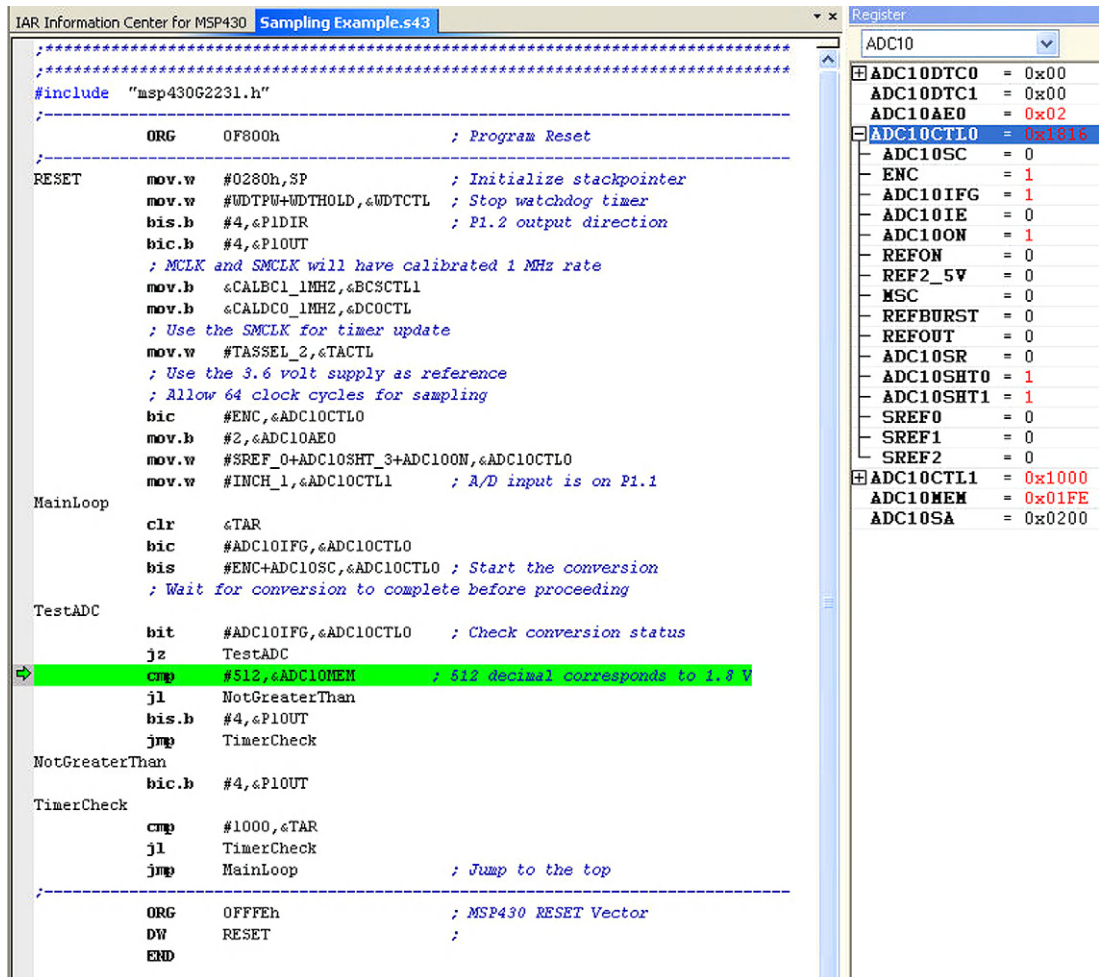 IAR Information Center for MSP430 Sampling Example.s43
;*******************************************************************************
;*******************************************************************************
#include "msp430G2231.h"
;-------------------------------------------------------------------------------
ORG 0F800h ; Program Reset
;-------------------------------------------------------------------------------
RESET mov.w #0280h,SP ; Initialize stackpointer
mov.w #WDTPW+WDTHOLD,&WDTCTL ; Stop watchdog timer
bis.b #4,&P1DIR ; P1.2 output direction
bic.b #4,&P1OUT
; MCLK and SMCLK will have calibrated 1 MHz rate
mov.b &CALBC1_1MHZ,&BCSCTL1
mov.b &CALDCO_1MHZ,&DCOCTL
; Use the SMCLK for timer update
mov.w #TASSEL_2,&TACTL
; Use the 3.6 volt supply as reference
; Allow 64 clock cycles for sampling
bic #ENC,&ADC10CTL0
mov.b #2,&ADC10AE0
mov.w #SREF_0+ADC10SHT_3+ADC10ON,&ADC10CTL0
mov.w #INCH_1,&ADC10CTL1 ; A/D input is on P1.1
MainLoop
clr &TAR
bic #ADC10IFG,&ADC10CTL0
bis #ENC+ADC10SC,&ADC10CTL0 ; Start the conversion
; Wait for conversion to complete before proceeding
TestADC
bit #ADC10IFG,&ADC10CTL0 ; Check conversion status
jz TestADC
cmp #512,&ADC10MEM ; 512 decimal corresponds to 1.8 V
jl NotGreaterThan
bis.b #4,&P1OUT
jmp TimerCheck
NotGreaterThan
bic.b #4,&P1OUT
TimerCheck
cmp #1000,&TAR
jl TimerCheck
jmp MainLoop ; Jump to the top
;-------------------------------------------------------------------------------
ORG 0FFFEh ; MSP430 RESET Vector
DW RESET ;
END
Register
ADC10
ADC10DTC0 = 0x00
ADC10DTC1 = 0x00
ADC10AE0 = 0x02
ADC10CTL0 = 0x1816
ADC10SC = 0
ENC = 1
ADC10IFG = 1
ADC10IE = 0
ADC10ON = 1
REFON = 0
REF2_5V = 0
MSC = 0
REFBURST = 0
REFOUT = 0
ADC10SR = 0
ADC10SHT0 = 1
ADC10SHT1 = 1
SREF0 = 0
SREF1 = 0
SREF2 = 0
ADC10CTL1 = 0x1000
ADC10MEM = 0x01FE
ADC10SA = 0x0200